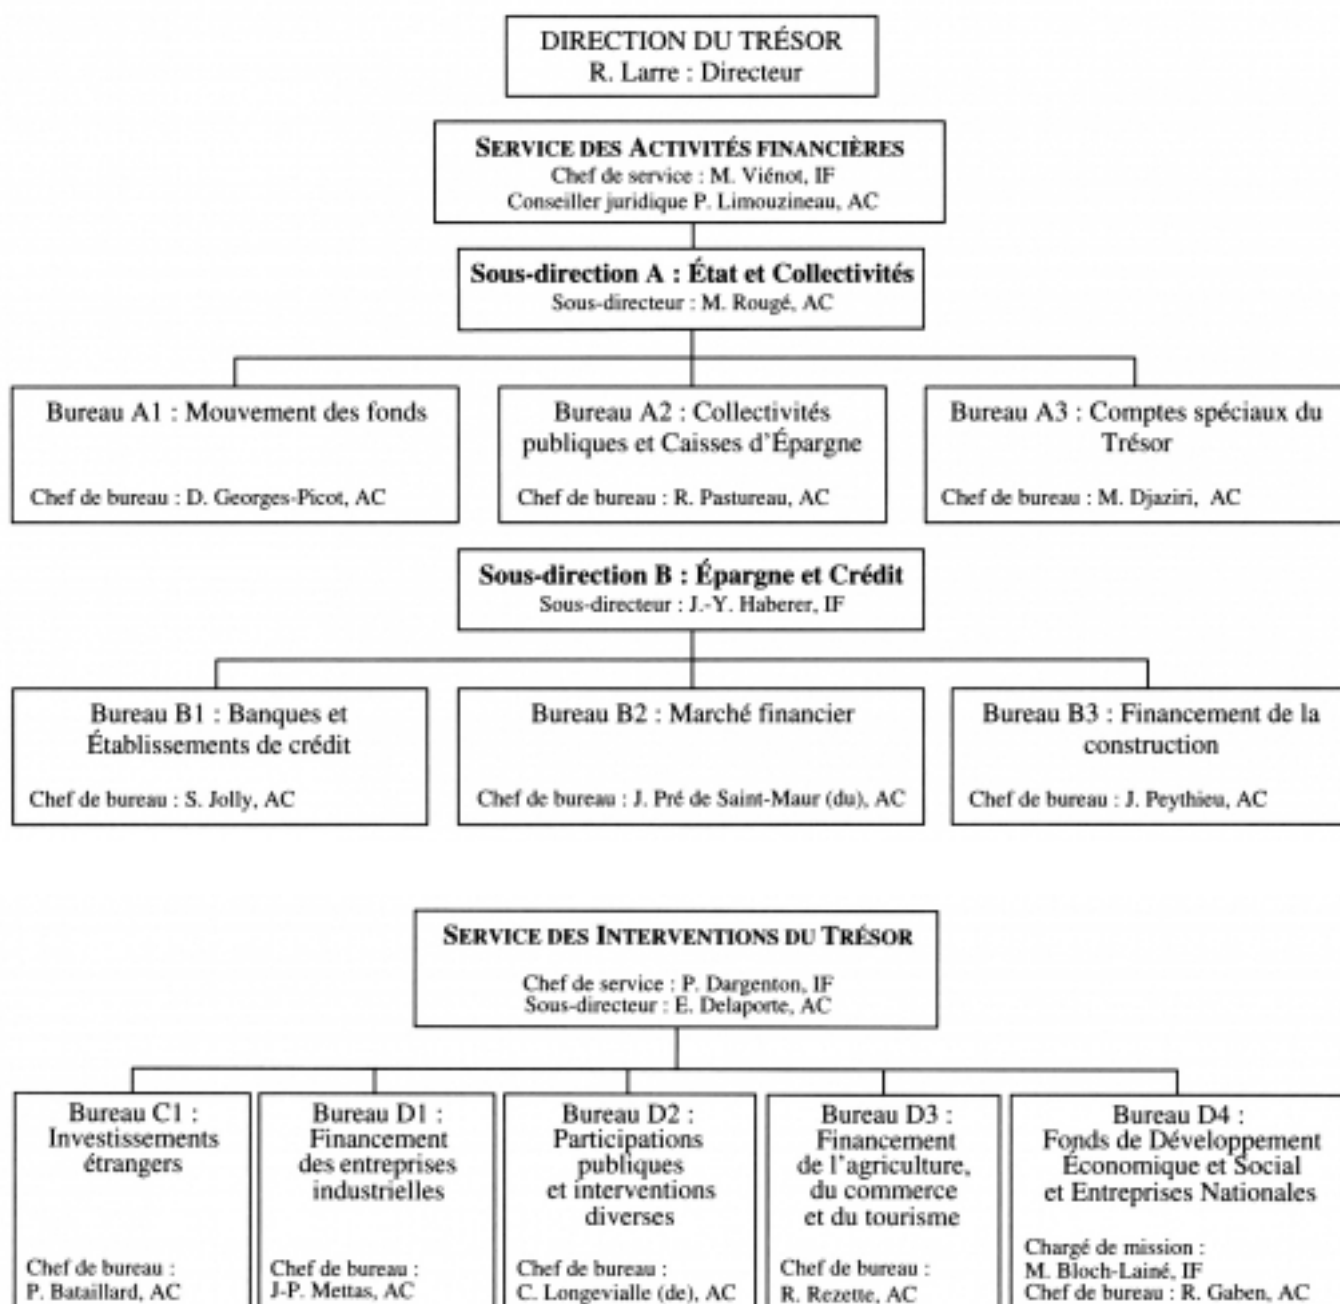 DIRECTION DU TRÉSOR
R. Larre : Directeur
SERVICE DES ACTIVITÉS FINANCIÈRES
Chef de service : M. Viénot, IF
Conseiller juridique P. Limouzineau, AC
Sous-direction A : État et Collectivités
Sous-directeur : M. Rougé, AC
Bureau A1 : Mouvement des fonds
Chef de bureau : D. Georges-Picot, AC
Bureau A2 : Collectivités
publiques et Caisses d'Épargne
Chef de bureau : R. Pastureau, AC
Bureau A3 : Comptes spéciaux du
Trésor
Chef de bureau : M. Djaziri, AC
Sous-direction B : Épargne et Crédit
Sous-directeur : J.-Y. Haberer, IF
Bureau B1 : Banques et
Établissements de crédit
Chef de bureau : S. Jolly, AC
Bureau B2 : Marché financier
Chef de bureau : J. Pré de Saint-Maur (du), AC
Bureau B3 : Financement de la
construction
Chef de bureau : J. Peythieu, AC
SERVICE DES INTERVENTIONS DU TRÉSOR
Chef de service : P. Dargenton, IF
Sous-directeur : E. Delaporte, AC
Bureau C1 :
Investissements
étrangers
Chef de bureau :
P. Bataillard, AC
Bureau D1 :
Financement
des entreprises
industrielles
Chef de bureau :
J-P. Mettas, AC
Bureau D2 :
Participations
publiques
et interventions
diverses
Chef de bureau :
C. Longevialle (de), AC
Bureau D3 :
Financement
de l'agriculture,
du commerce
et du tourisme
Chef de bureau :
R. Rezette, AC
Bureau D4 :
Fonds de Développement
Économique et Social
et Entreprises Nationales
Chargé de mission :
M. Bloch-Lainé, IF
Chef de bureau : R. Gaben, AC